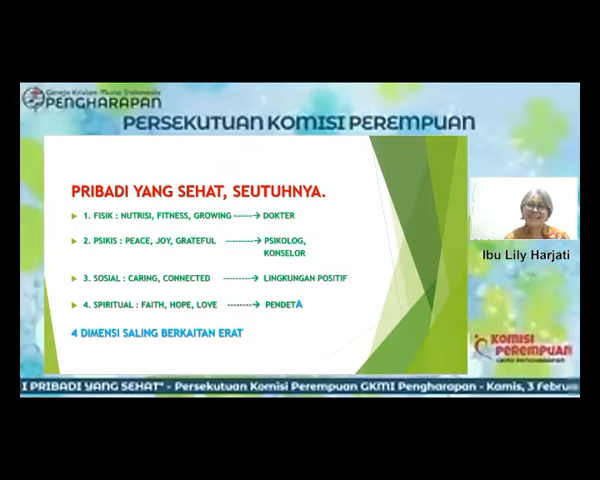 Gereja Kristen Muria Indonesia
PENGHARAPAN
PERSEKUTUAN KOMISI PEREMPUAN
PRIBADI YANG SEHAT, SEUTUHNYA.
1. FISIK : NUTRISI, FITNESS, GROWING ------→ DOKTER
2. PSIKIS : PEACE, JOY, GRATEFUL ---------→ PSIKOLOG,
KONSELOR
3. SOSIAL : CARING, CONNECTED ---------→ LINGKUNGAN POSITIF
4. SPIRITUAL : FAITH, HOPE, LOVE --------→ PENDETA
4 DIMENSI SALING BERKAITAN ERAT
Ibu Lily Harjati
KOMISI
PEREMPUAN
GKMI PENGHARAPAN
I PRIBADI YANG SEHAT" - Persekutuan Komisi Perempuan GKMI Pengharapan - Kamis, 3 Februa